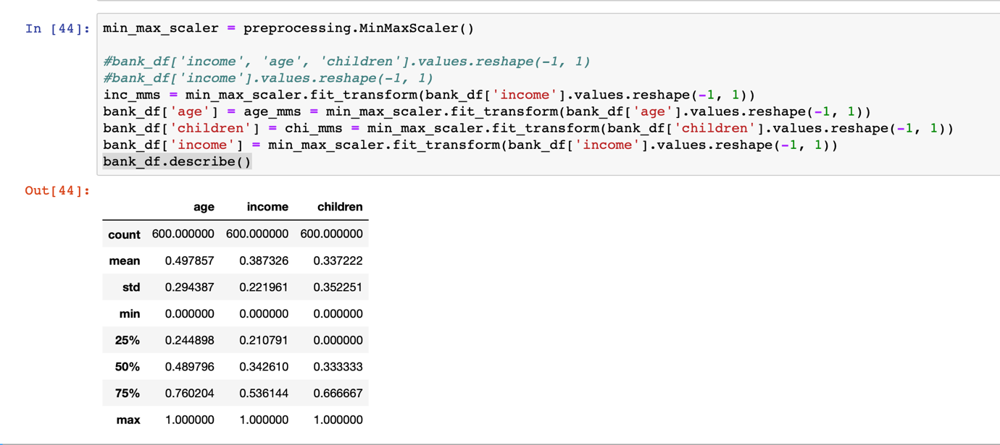 In [44]: min_max_scaler = preprocessing.MinMaxScaler()
#bank_df['income', 'age', 'children'].values.reshape(-1, 1)
#bank_df['income'].values.reshape(-1, 1)
inc_mms = min_max_scaler.fit_transform(bank_df['income'].values.reshape(-1, 1))
bank_df['age'] = age_mms = min_max_scaler.fit_transform(bank_df['age'].values.reshape(-1, 1))
bank_df['children'] = chi_mms = min_max_scaler.fit_transform(bank_df['children'].values.reshape(-1, 1))
bank_df['income'] = min_max_scaler.fit_transform(bank_df['income'].values.reshape(-1, 1))
bank_df.describe()
Out[44]:
age income children
count 600.000000 600.000000 600.000000
mean 0.497857 0.387326 0.337222
std 0.294387 0.221961 0.352251
min 0.000000 0.000000 0.000000
25% 0.244898 0.210791 0.000000
50% 0.489796 0.342610 0.333333
75% 0.760204 0.536144 0.666667
max 1.000000 1.000000 1.000000